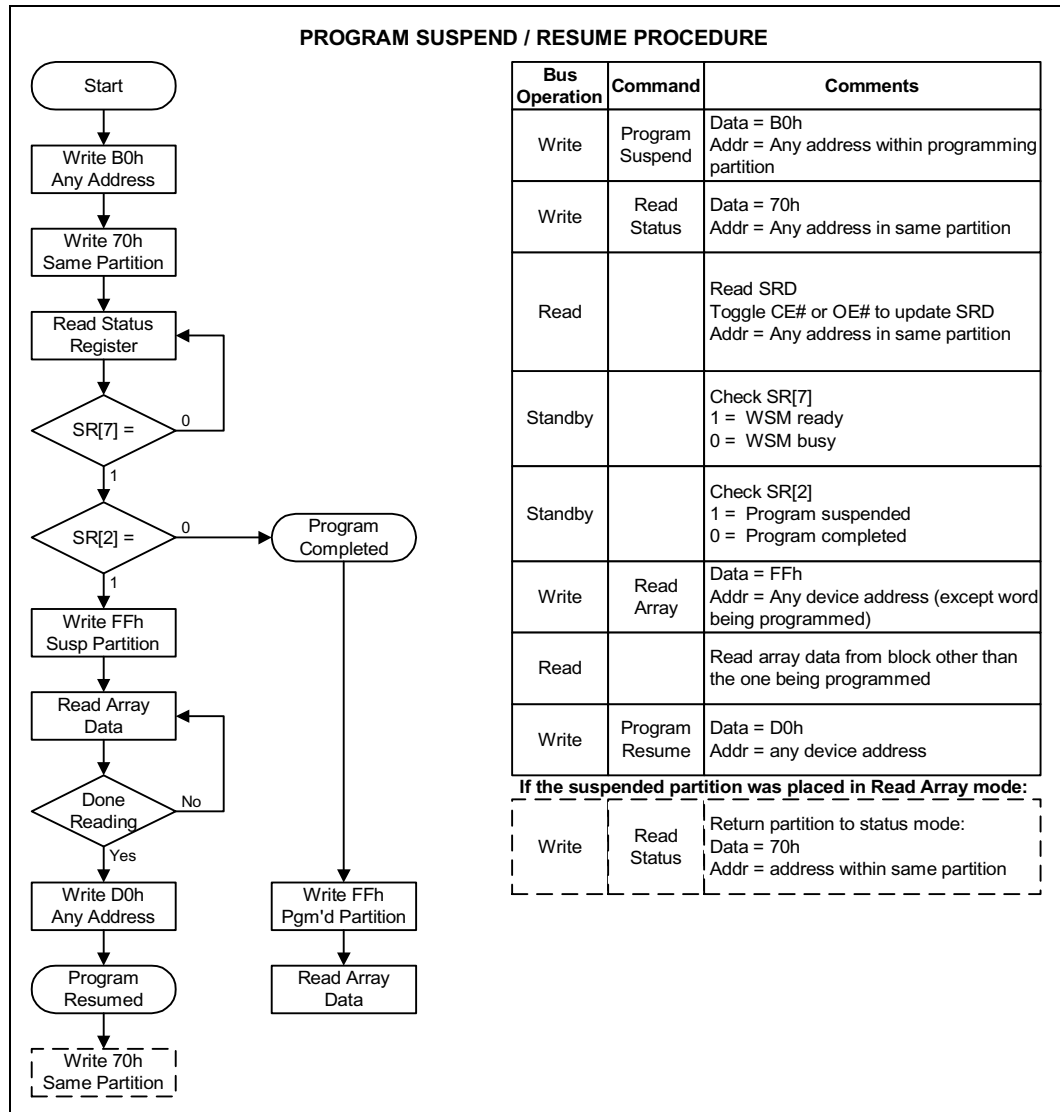 PROGRAM SUSPEND / RESUME PROCEDURE
Start
Write B0h
Any Address
Write 70h
Same Partition
Read Status
Register
SR[7] =
0
1
SR[2] =
0
1
Program
Completed
Write FFh
Susp Partition
Read Array
Data
Done
Reading
No
Yes
Write D0h
Any Address
Write FFh
Pgm'd Partition
Program
Resumed
Read Array
Data
Write 70h
Same Partition
Bus
Operation
Command
Comments
Write
Program
Suspend
Data = B0h
Addr = Any address within programming
partition
Write
Read
Status
Data = 70h
Addr = Any address in same partition
Read
Read SRD
Toggle CE# or OE# to update SRD
Addr = Any address in same partition
Standby
Check SR[7]
1 = WSM ready
0 = WSM busy
Standby
Check SR[2]
1 = Program suspended
0 = Program completed
Write
Read
Array
Data = FFh
Addr = Any device address (except word
being programmed)
Read
Read array data from block other than
the one being programmed
Write
Program
Resume
Data = D0h
Addr = any device address
If the suspended partition was placed in Read Array mode:
Write
Read
Status
Return partition to status mode:
Data = 70h
Addr = address within same partition